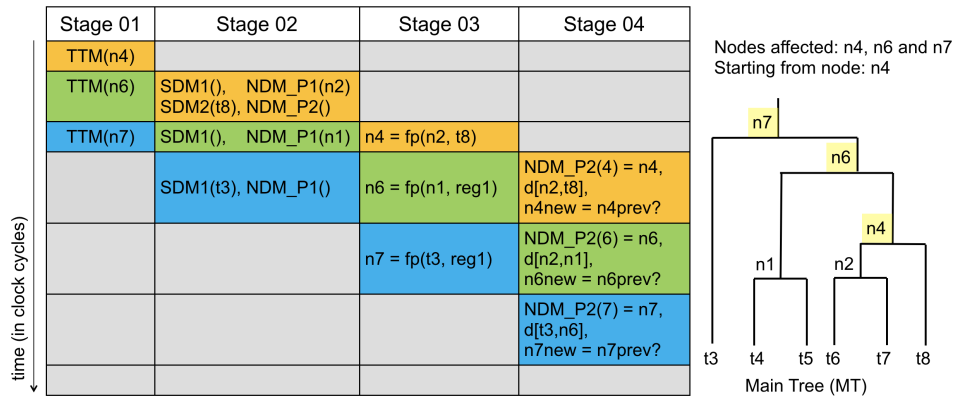 Stage 01 Stage 02 Stage 03 Stage 04
TTM(n4)
TTM(n6)
SDM1(), NDM_P1(n2)
SDM2(t8), NDM_P2()
TTM(n7)
SDM1(), NDM_P1(n1)
n4 = fp(n2, t8)
SDM1(t3), NDM_P1()
n6 = fp(n1, reg1)
NDM_P2(4) = n4,
d[n2,t8],
n4new = n4prev?
n7 = fp(t3, reg1)
NDM_P2(6) = n6,
d[n2,n1],
n6new = n6prev?
NDM_P2(7) = n7,
d[t3,n6],
n7new = n7prev?
time (in clock cycles)
Nodes affected: n4, n6 and n7
Starting from node: n4
n7
n6
n4
n1 n2
t3 t4 t5 t6 t7 t8
Main Tree (MT)